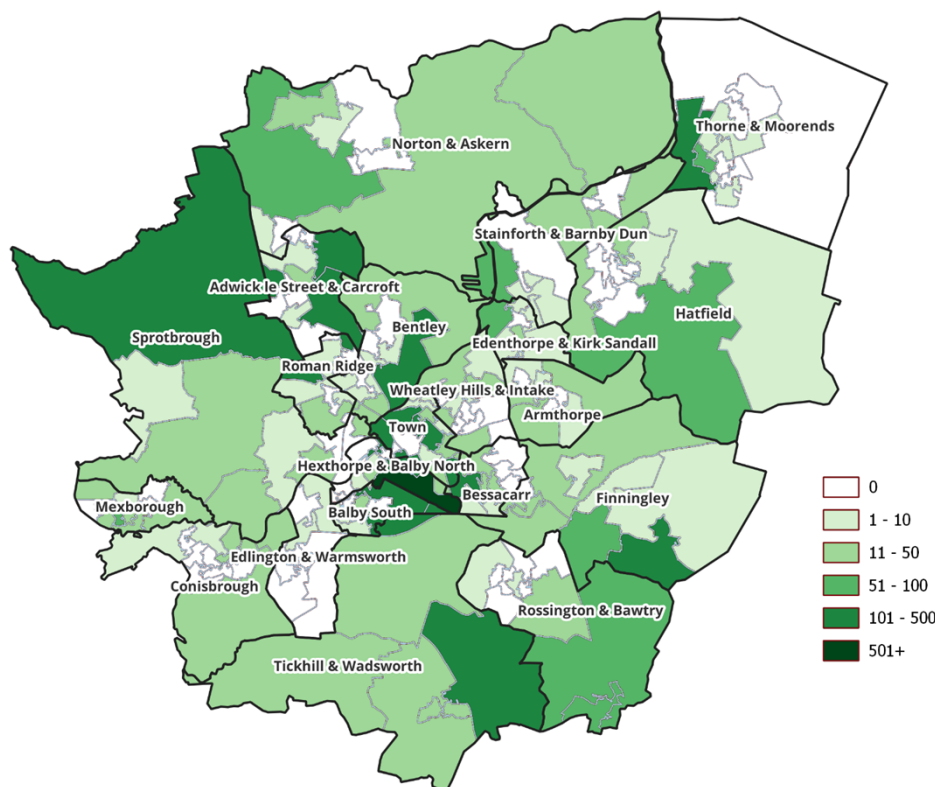 Thorne & Moorends
Norton & Askern
Stainforth & Barnby Dun
Adwick le Street & Carcroft
Hatfield
Sprotbrough
Bentley
Edenthorpe & Kirk Sandall
Roman Ridge
Wheatley Hills & Intake
Armthorpe
Town
Hexthorpe & Balby North
Bessacarr
Finningley
Mexborough
Balby South
Edlington & Warmsworth
Conisbrough
Rossington & Bawtry
Tickhill & Wadsworth
0
1 - 10
11 - 50
51 - 100
101 - 500
501+